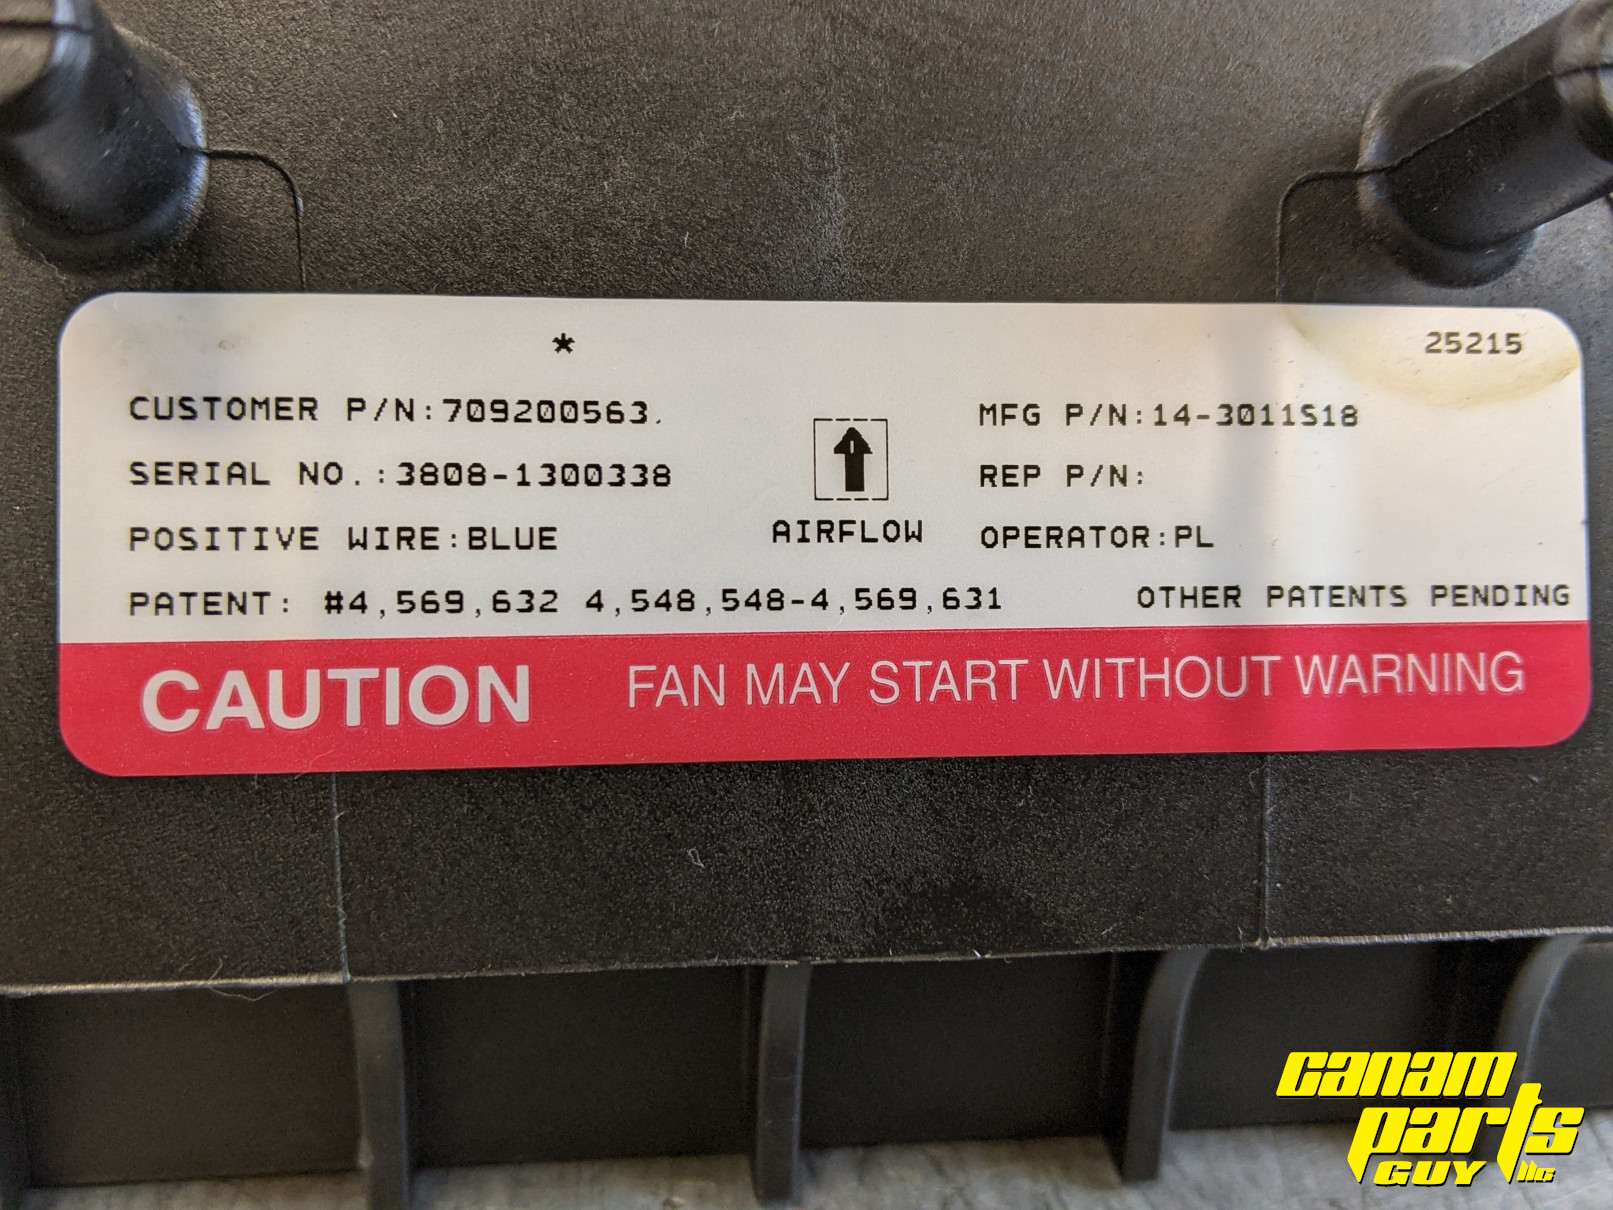 * 25215
CUSTOMER P/N:709200563. MFG P/N:14-3011S18
SERIAL NO.:3808-1300338 REP P/N:
POSITIVE WIRE:BLUE AIRFLOW OPERATOR:PL
PATENT: #4,569,632 4,548,548-4,569,631 OTHER PATENTS PENDING
CAUTION FAN MAY START WITHOUT WARNING
canam
parts
GUY llc